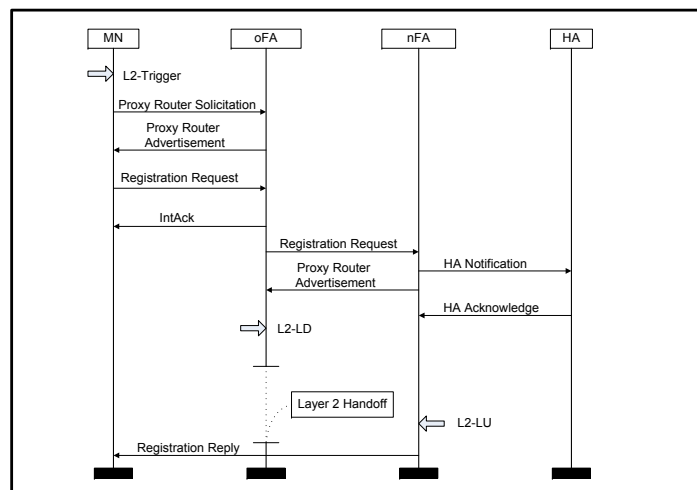 MN
oFA
nFA
HA
L2-Trigger
Proxy Router Solicitation
Proxy Router
Advertisement
Registration Request
IntAck
Registration Request
HA Notification
Proxy Router
Advertisement
HA Acknowledge
L2-LD
Layer 2 Handoff
L2-LU
Registration Reply